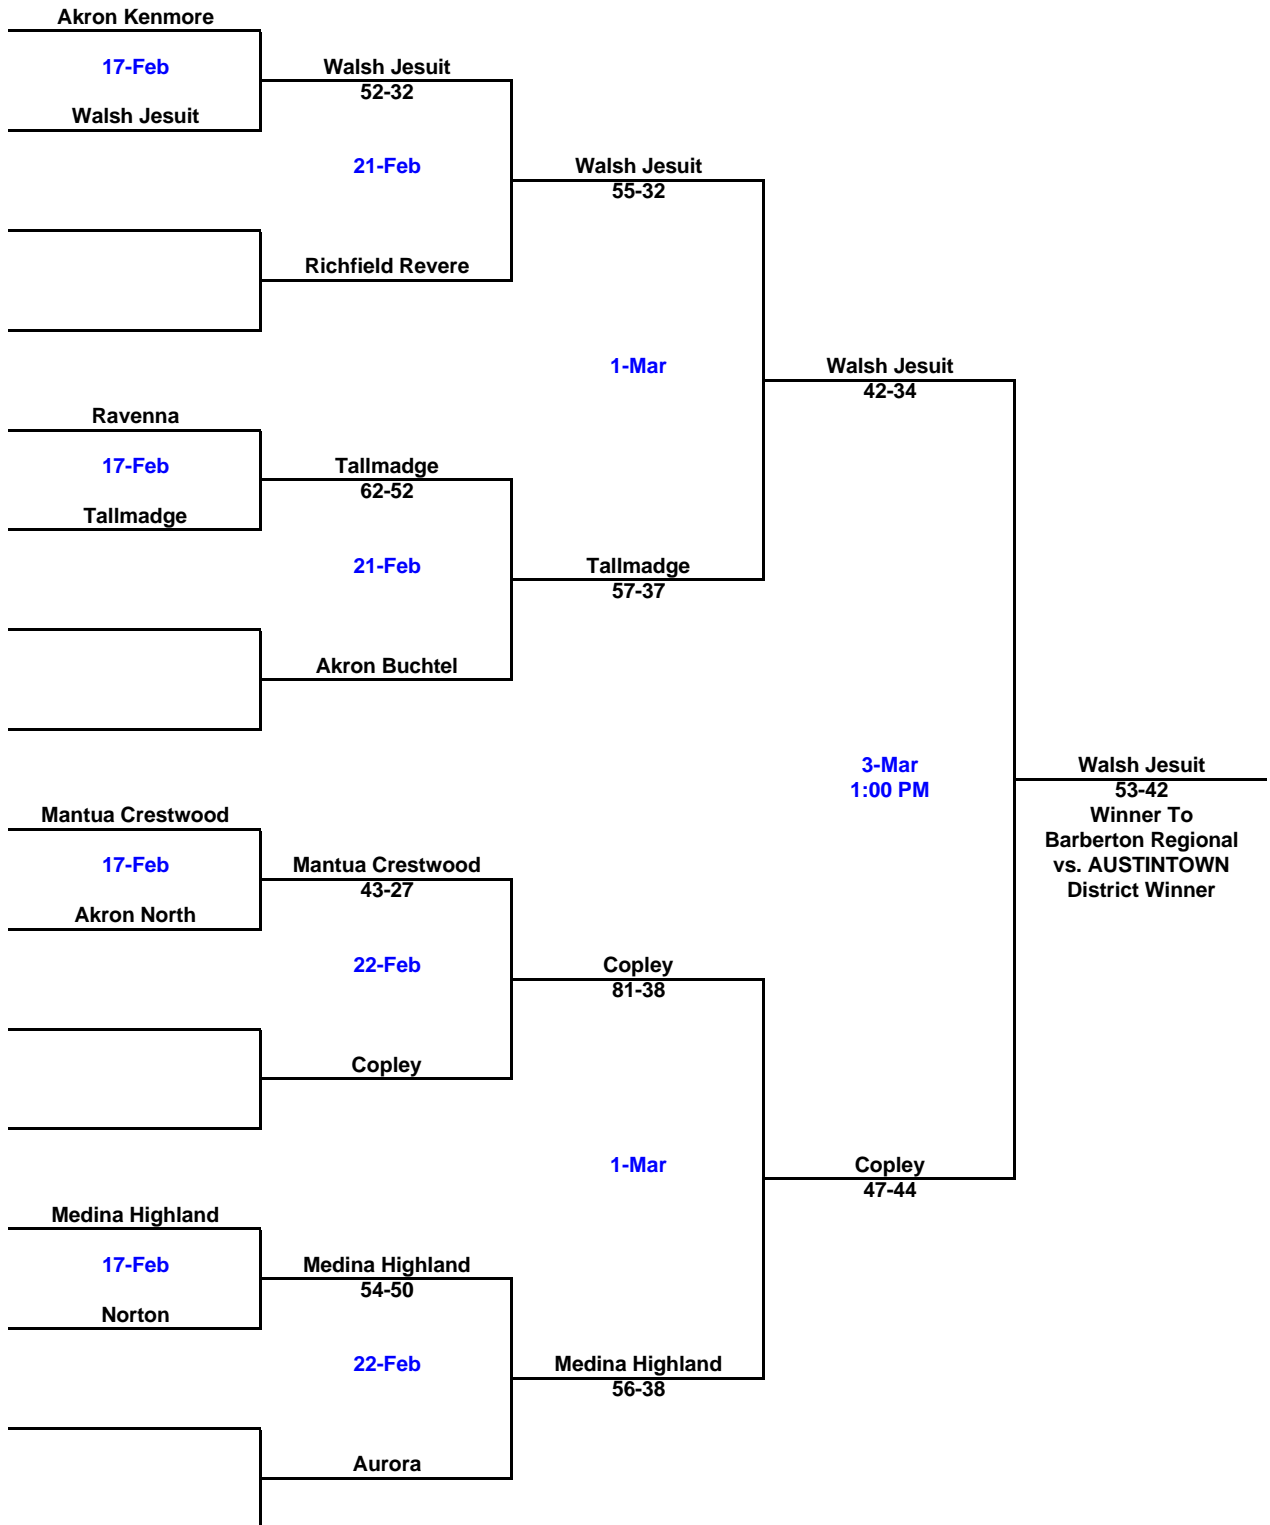 Akron Kenmore
17-Feb
Walsh Jesuit
52-32
Walsh Jesuit
21-Feb
Walsh Jesuit
55-32
Richfield Revere
1-Mar
Walsh Jesuit
42-34
Ravenna
17-Feb
Tallmadge
62-52
Tallmadge
21-Feb
Tallmadge
57-37
Akron Buchtel
3-Mar
1:00 PM
Walsh Jesuit
53-42
Winner To
Barberton Regional
vs. AUSTINTOWN
District Winner
Mantua Crestwood
17-Feb
Mantua Crestwood
43-27
Akron North
22-Feb
Copley
81-38
Copley
1-Mar
Copley
47-44
Medina Highland
17-Feb
Medina Highland
54-50
Norton
22-Feb
Medina Highland
56-38
Aurora